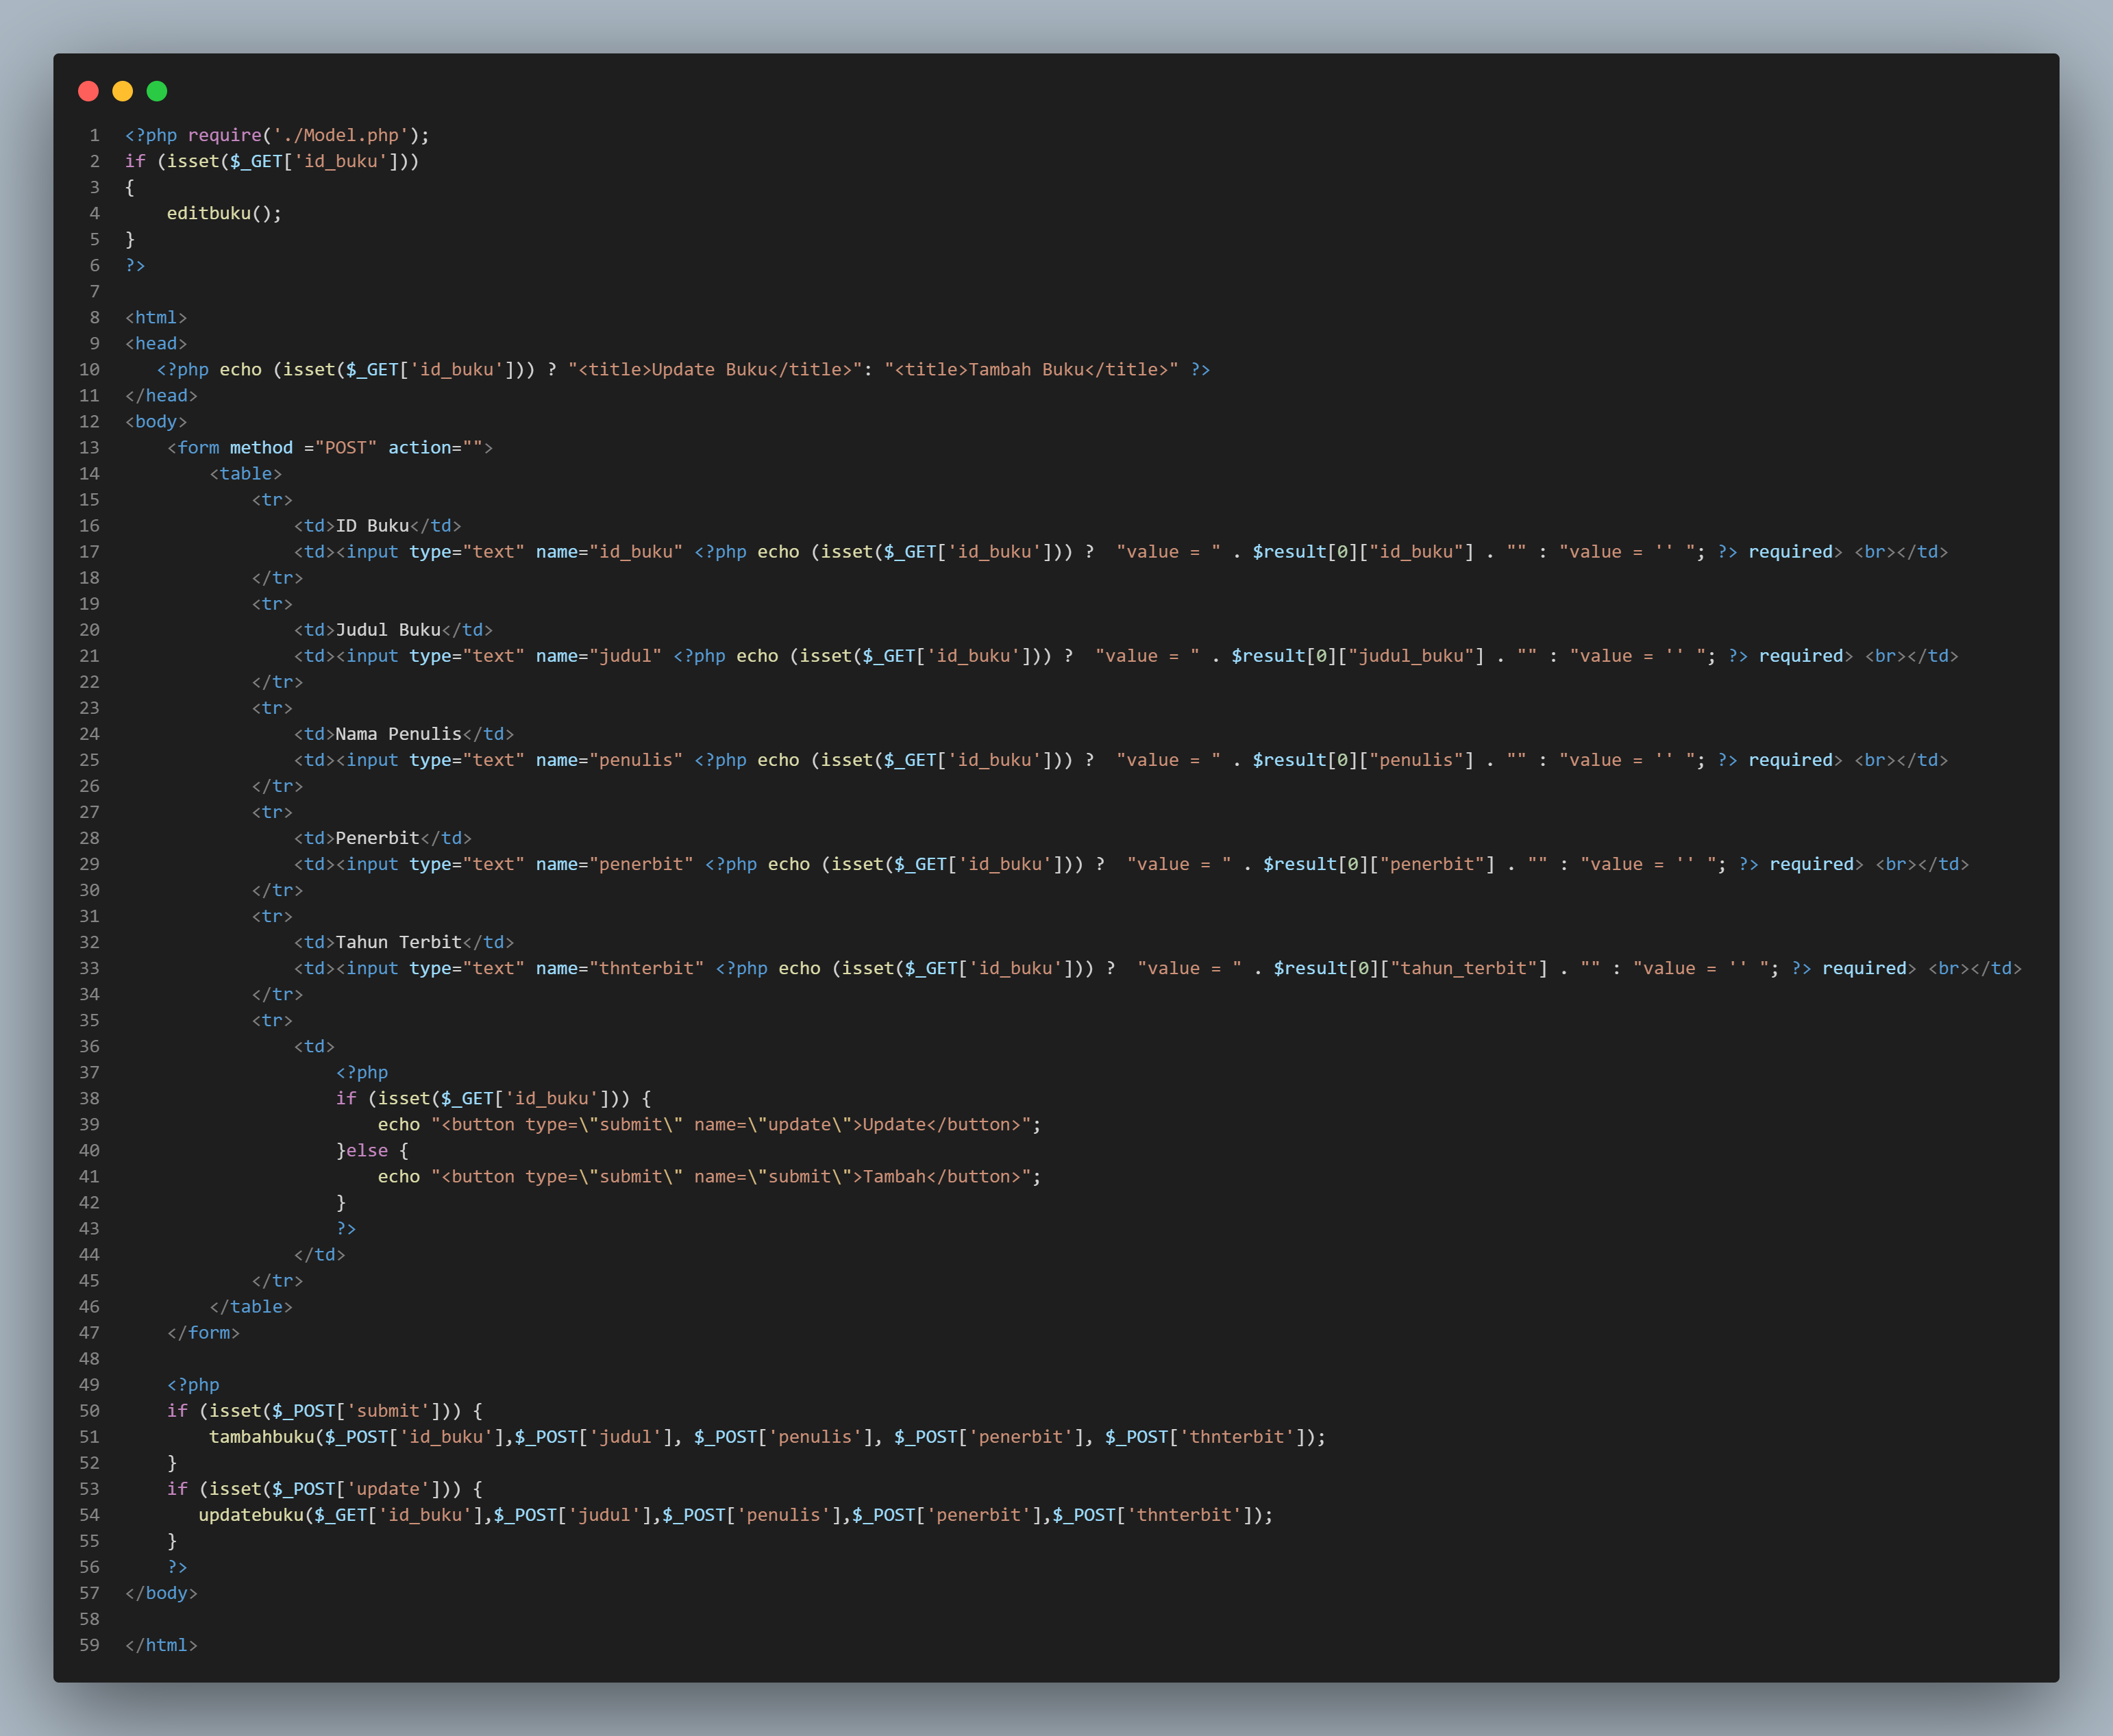 1 <?php require('./Model.php');
2 if (isset($_GET['id_buku']))
3 {
4     editbuku();
5 }
6 ?>
7
8 <html>
9 <head>
10    <?php echo (isset($_GET['id_buku'])) ? "<title>Update Buku</title>": "<title>Tambah Buku</title>" ?>
11 </head>
12 <body>
13     <form method ="POST" action="">
14         <table>
15             <tr>
16                 <td>ID Buku</td>
17                 <td><input type="text" name="id_buku" <?php echo (isset($_GET['id_buku'])) ?  "value = " . $result[0]["id_buku"] . "" : "value = '' "; ?> required> <br></td>
18             </tr>
19             <tr>
20                 <td>Judul Buku</td>
21                 <td><input type="text" name="judul" <?php echo (isset($_GET['id_buku'])) ?  "value = " . $result[0]["judul_buku"] . "" : "value = '' "; ?> required> <br></td>
22             </tr>
23             <tr>
24                 <td>Nama Penulis</td>
25                 <td><input type="text" name="penulis" <?php echo (isset($_GET['id_buku'])) ?  "value = " . $result[0]["penulis"] . "" : "value = '' "; ?> required> <br></td>
26             </tr>
27             <tr>
28                 <td>Penerbit</td>
29                 <td><input type="text" name="penerbit" <?php echo (isset($_GET['id_buku'])) ?  "value = " . $result[0]["penerbit"] . "" : "value = '' "; ?> required> <br></td>
30             </tr>
31             <tr>
32                 <td>Tahun Terbit</td>
33                 <td><input type="text" name="thnterbit" <?php echo (isset($_GET['id_buku'])) ?  "value = " . $result[0]["tahun_terbit"] . "" : "value = '' "; ?> required> <br></td>
34             </tr>
35             <tr>
36                 <td>
37                     <?php
38                     if (isset($_GET['id_buku'])) {
39                         echo "<button type=\"submit\" name=\"update\">Update</button>";
40                     }else {
41                         echo "<button type=\"submit\" name=\"submit\">Tambah</button>";
42                     }
43                     ?>
44                 </td>
45             </tr>
46         </table>
47     </form>
48
49     <?php
50     if (isset($_POST['submit'])) {
51         tambahbuku($_POST['id_buku'],$_POST['judul'], $_POST['penulis'], $_POST['penerbit'], $_POST['thnterbit']);
52     }
53     if (isset($_POST['update'])) {
54        updatebuku($_GET['id_buku'],$_POST['judul'],$_POST['penulis'],$_POST['penerbit'],$_POST['thnterbit']);
55     }
56     ?>
57 </body>
58
59 </html>